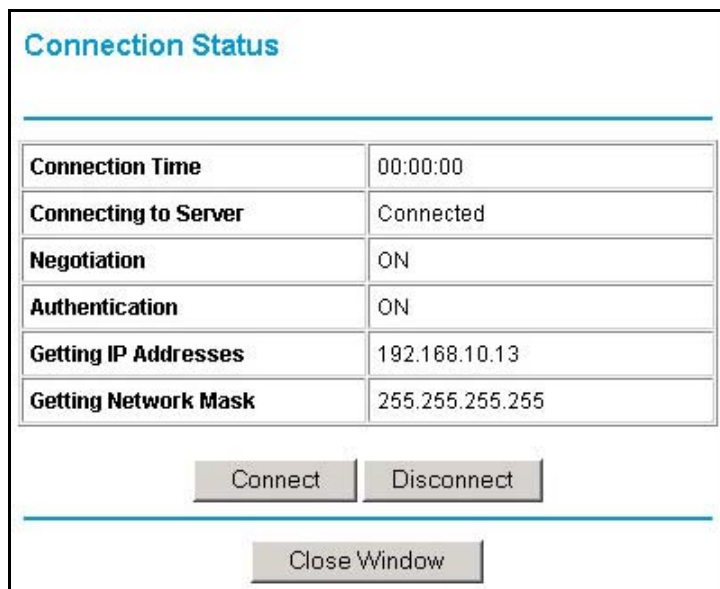 Connection Status
Connection Time 00:00:00
Connecting to Server Connected
Negotiation ON
Authentication ON
Getting IP Addresses 192.168.10.13
Getting Network Mask 255.255.255.255
Connect Disconnect
Close Window